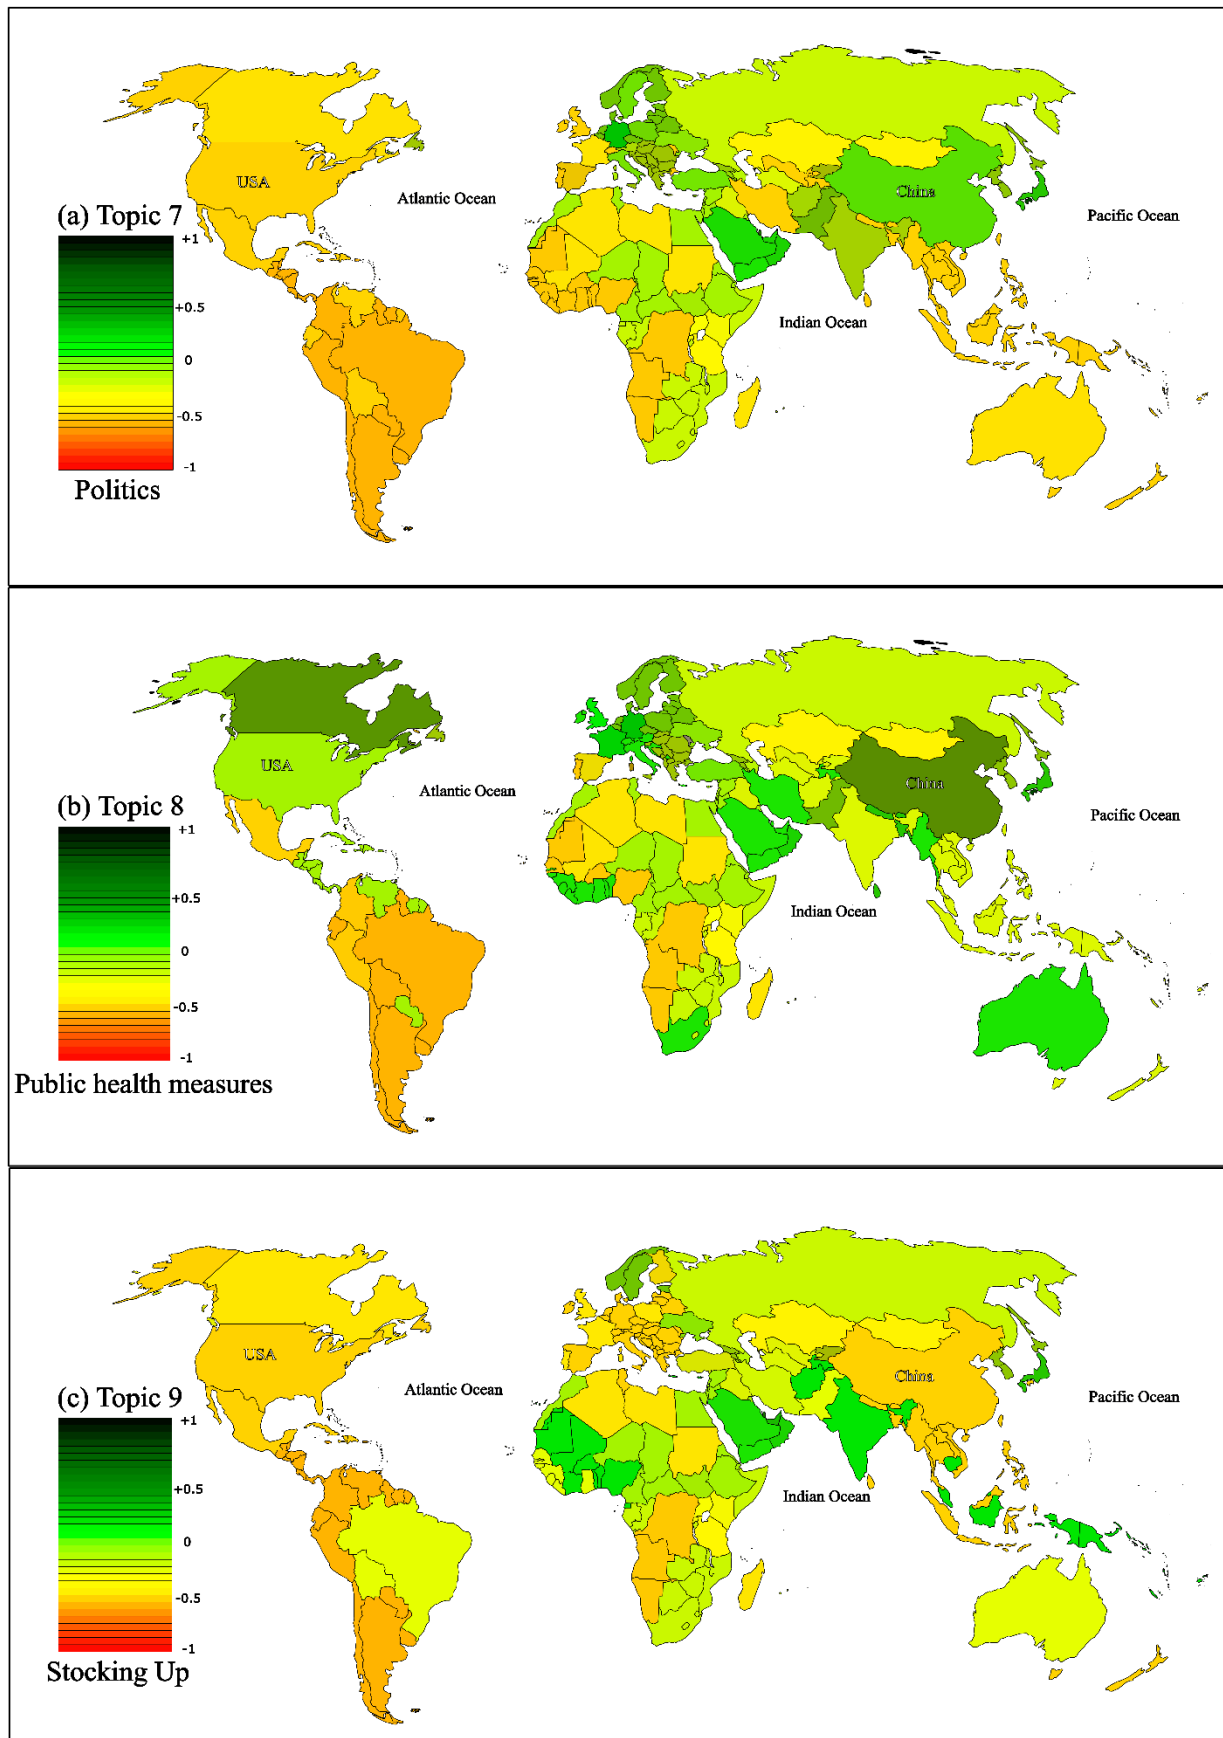 USA
China
Atlantic Ocean
Pacific Ocean
Indian Ocean
(a) Topic 7
+1
+0.5
0
-0.5
-1
Politics
USA
China
Atlantic Ocean
Pacific Ocean
Indian Ocean
(b) Topic 8
+1
+0.5
0
-0.5
-1
Public health measures
USA
China
Atlantic Ocean
Pacific Ocean
Indian Ocean
(c) Topic 9
+1
+0.5
0
-0.5
-1
Stocking Up